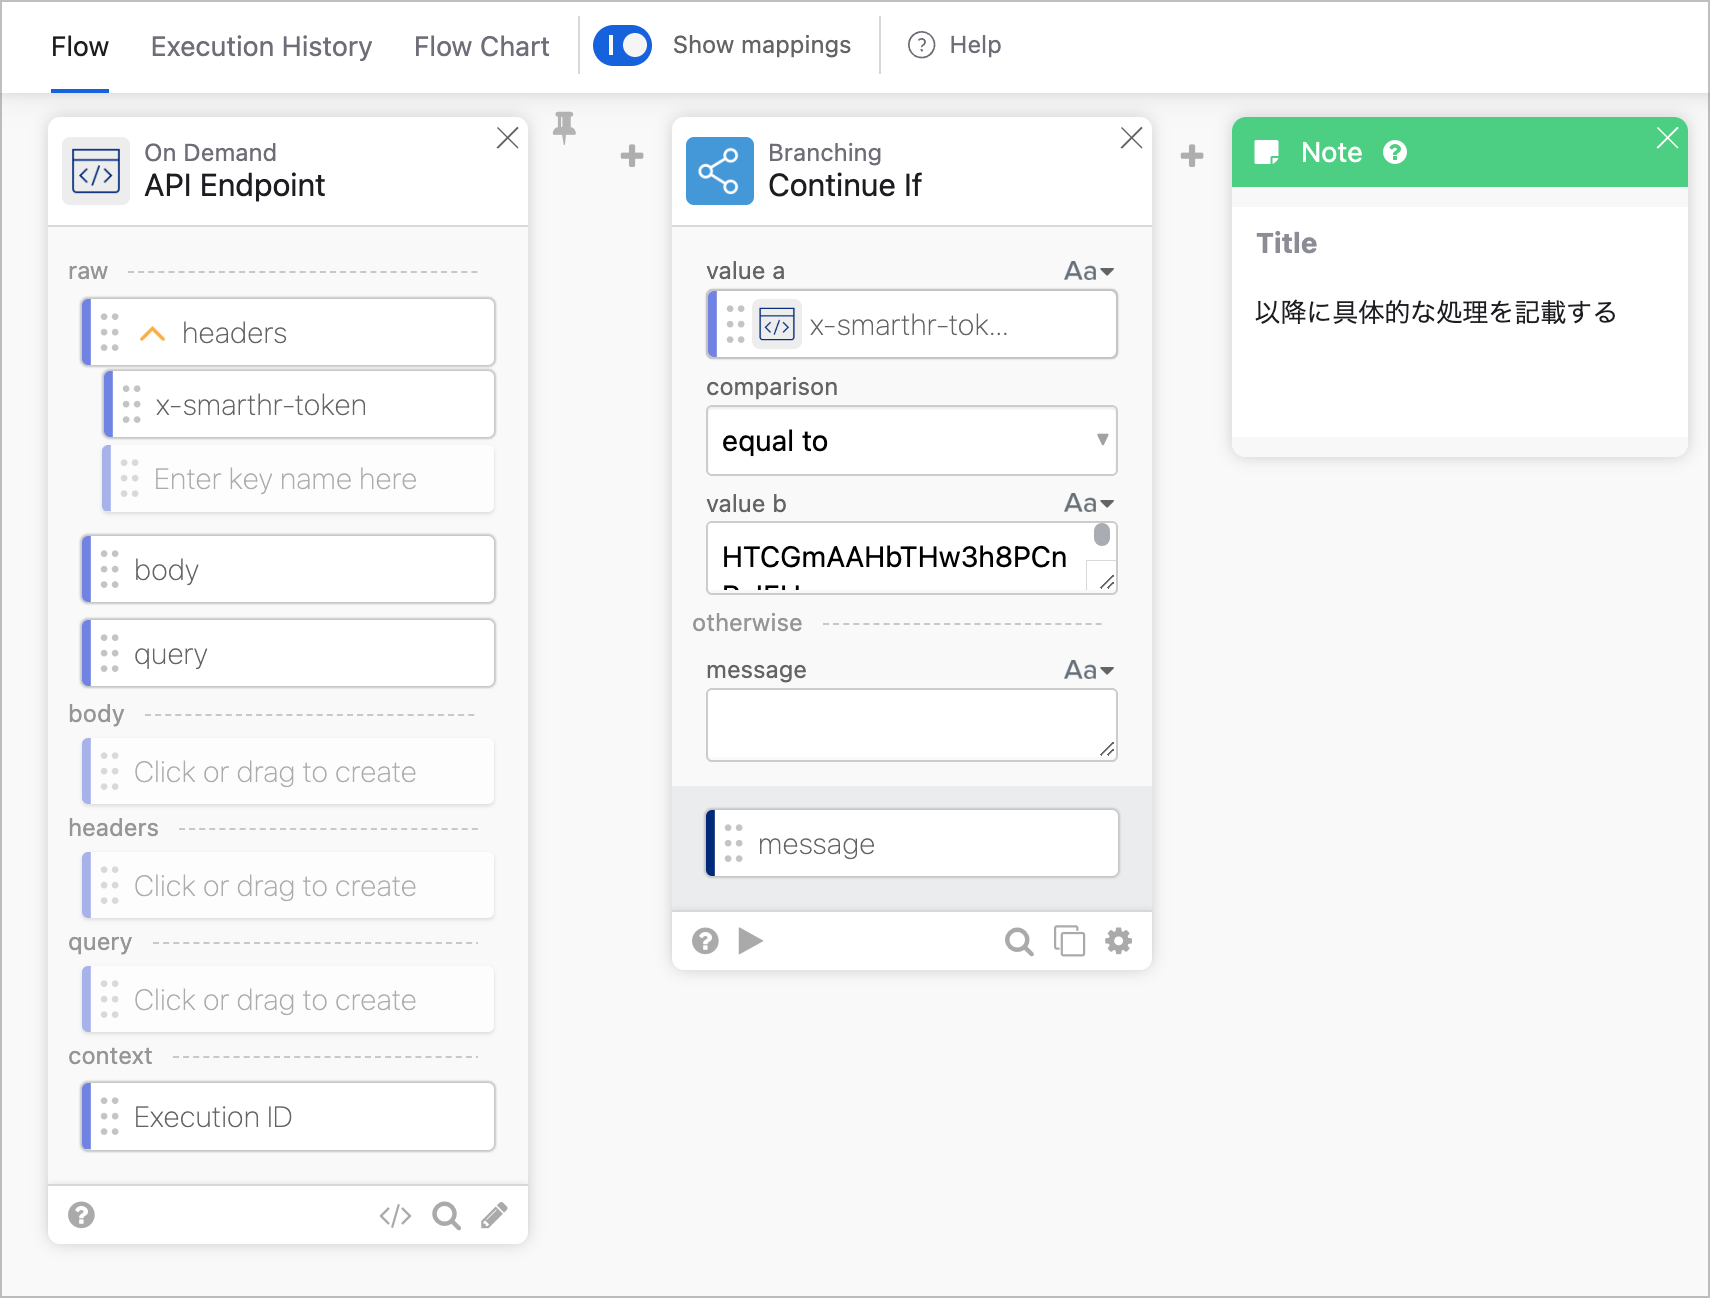 Flow
Execution History
Flow Chart
Show mappings
Help
On Demand
API Endpoint
raw
headers
x-smarthr-token
Enter key name here
body
query
body
Click or drag to create
headers
Click or drag to create
query
Click or drag to create
context
Execution ID
Branching
Continue If
value a
Aa
x-smarthr-tok...
comparison
equal to
value b
Aa
HTCGmAAHbTHw3h8PCn
otherwise
message
Aa
message
Note
Title
以降に具体的な処理を記載する